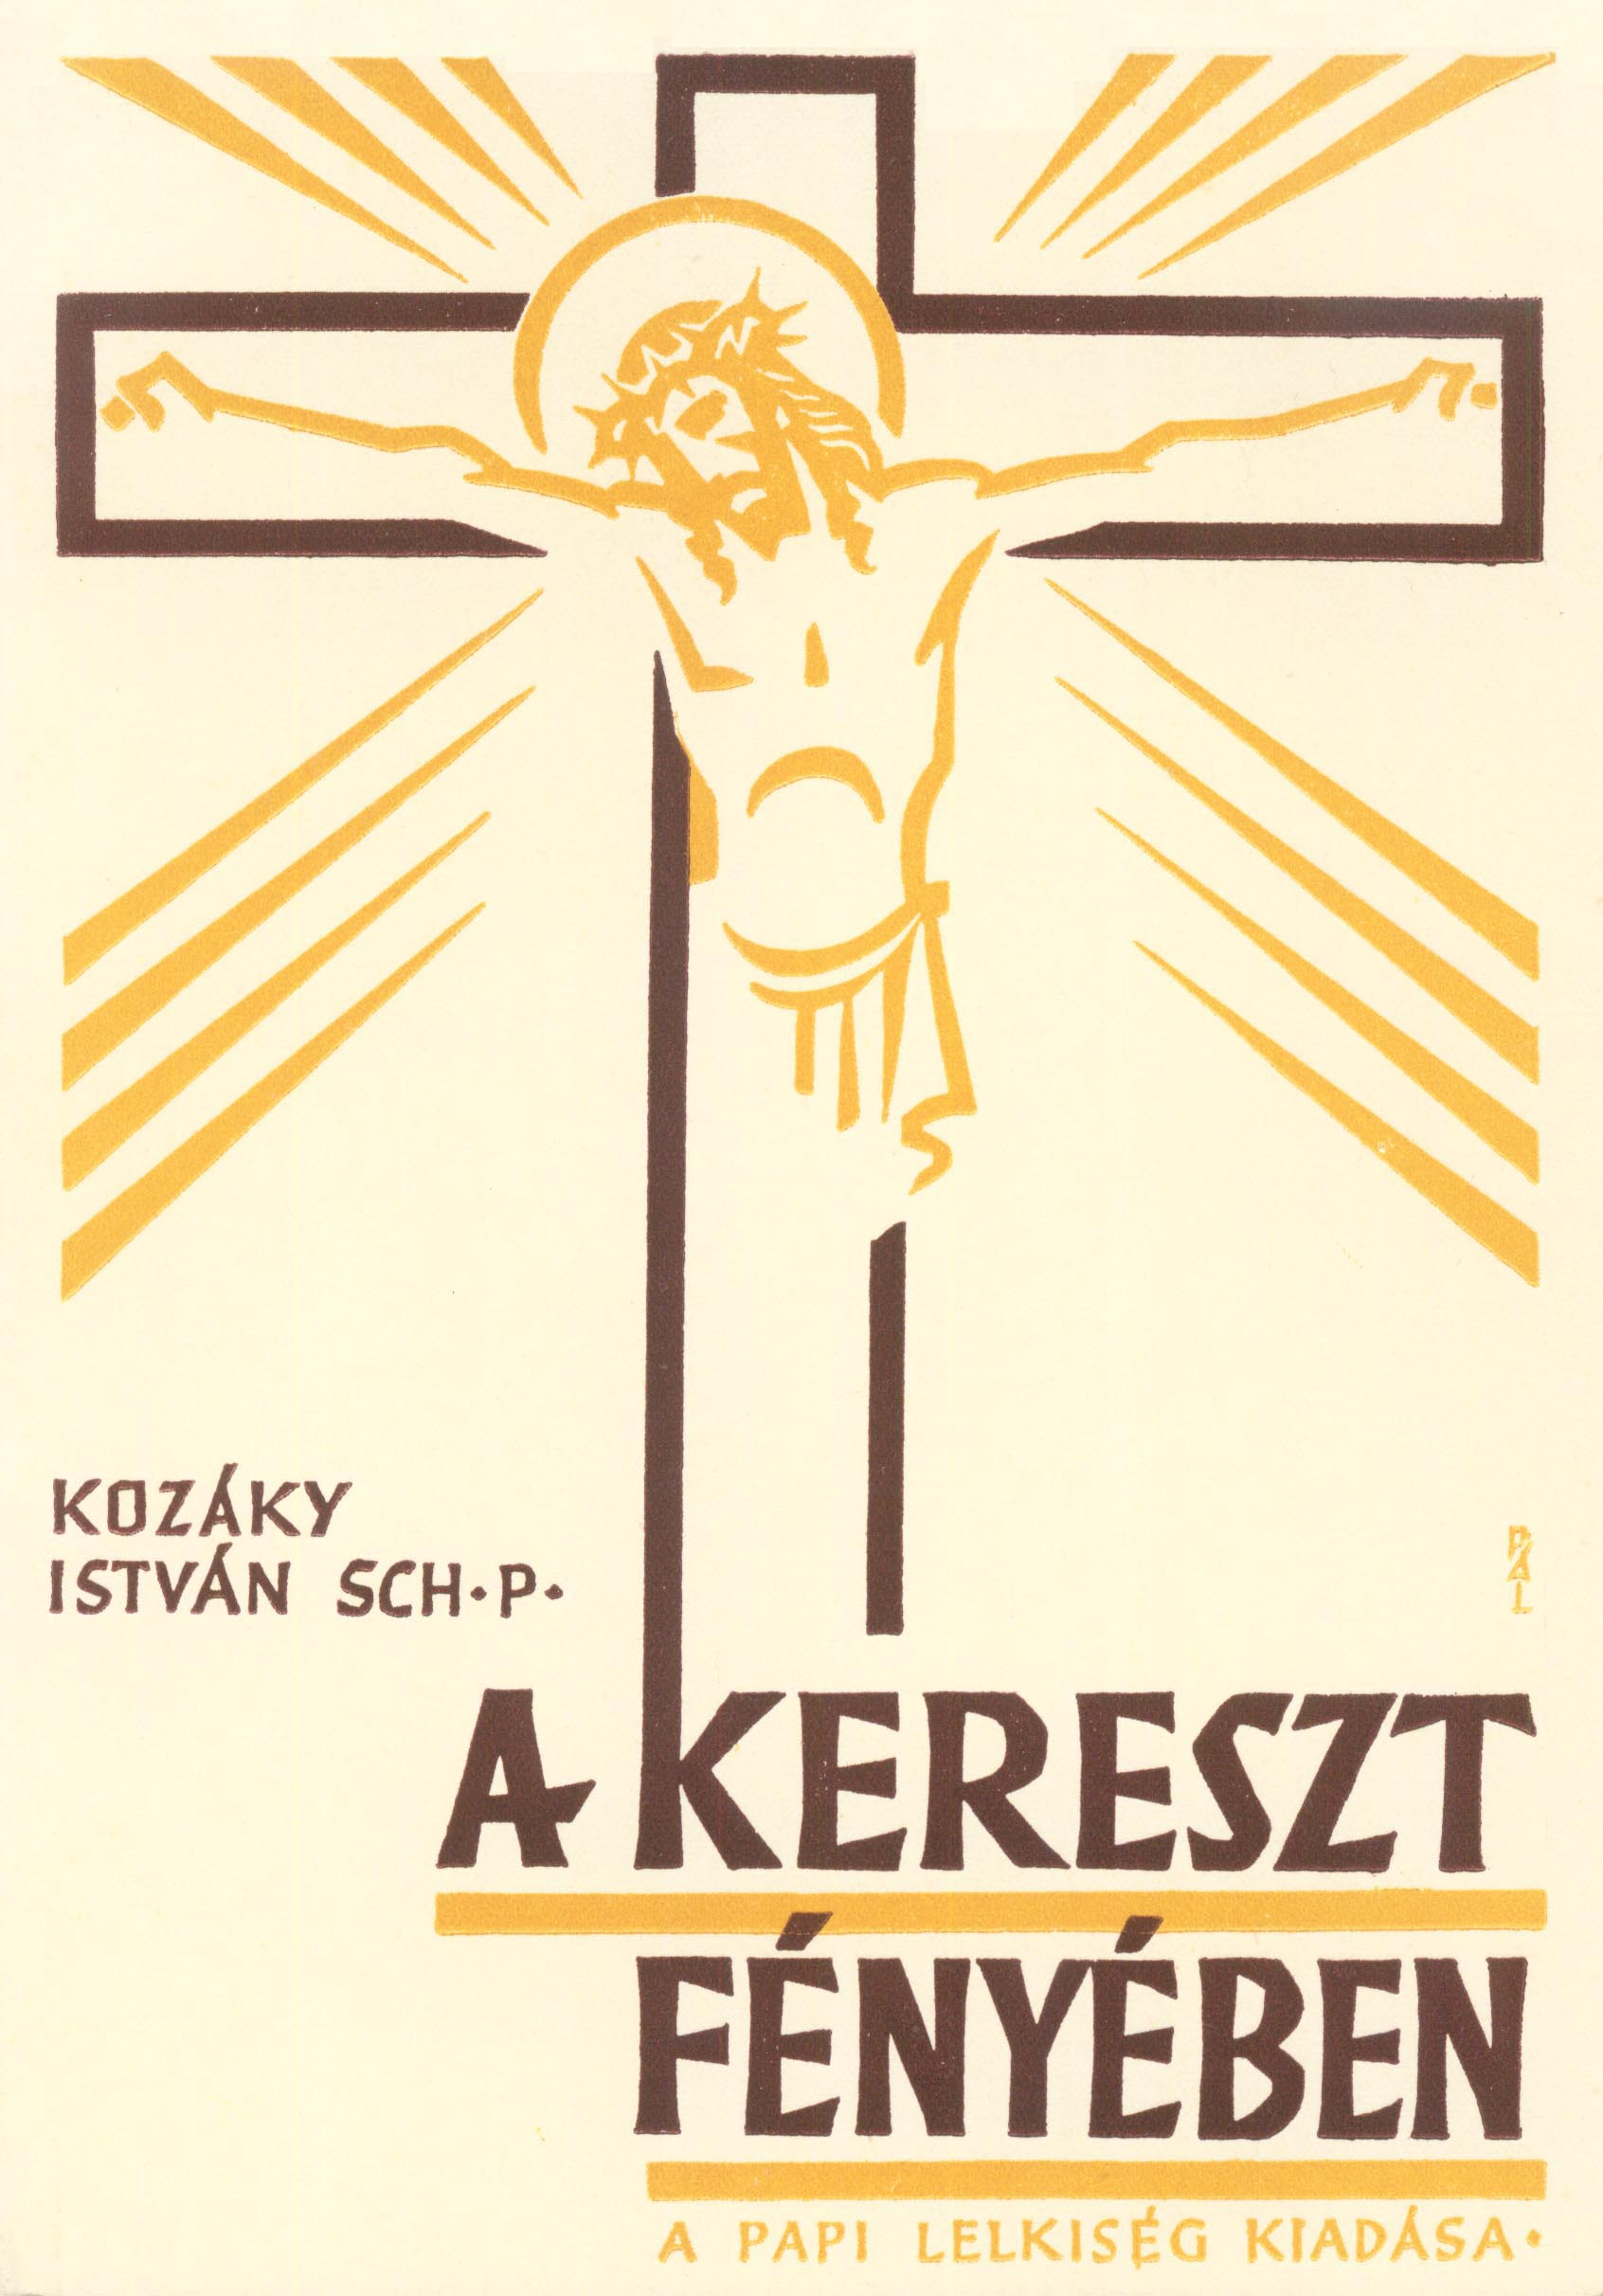 KOZÁKY
ISTVÁN SCH·P·
PÁL
A KERESZT
FÉNYÉBEN
A PAPI LELKISÉG KIADÁSA·